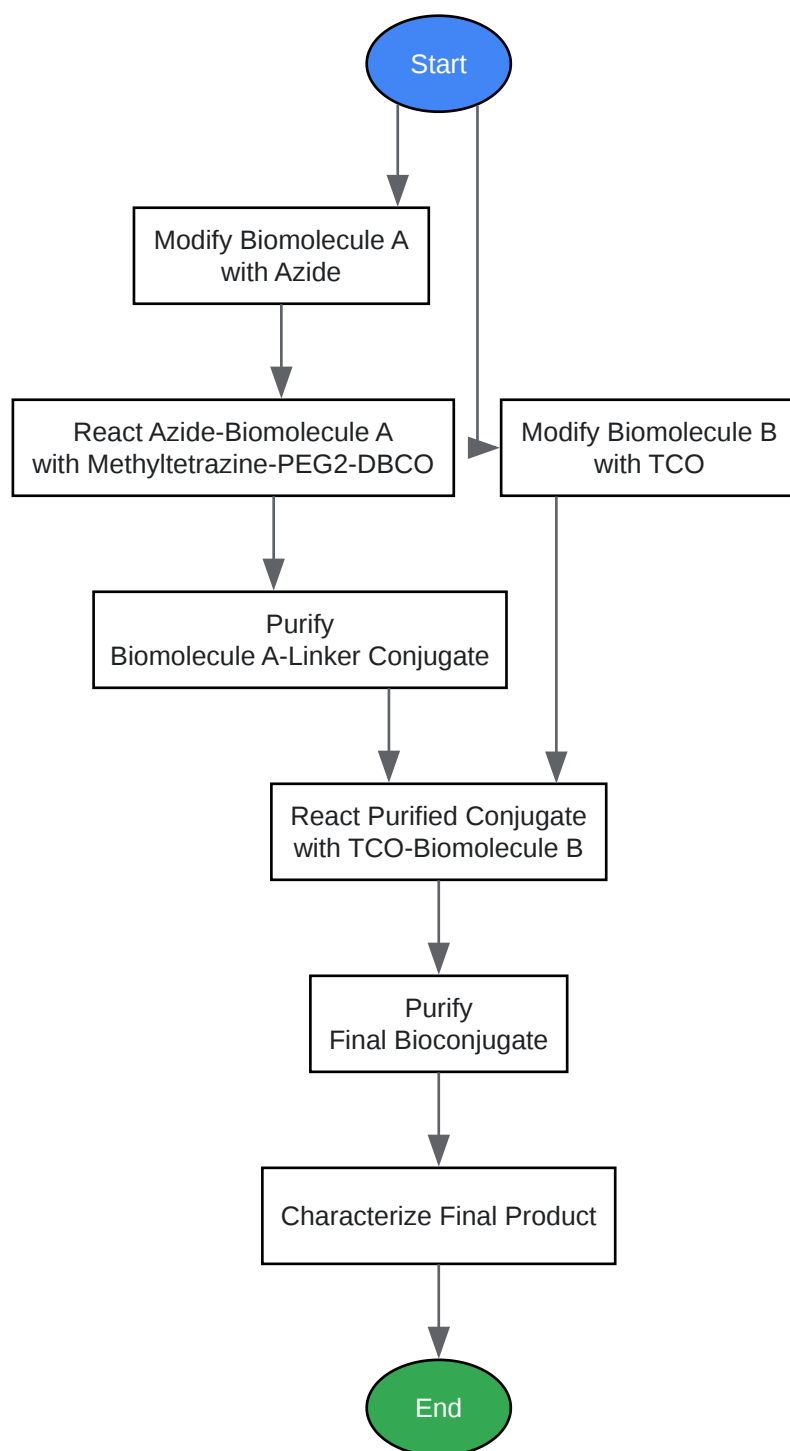 Start
Modify Biomolecule A
with Azide
React Azide-Biomolecule A
with Methyltetrazine-PEG2-DBCO
Modify Biomolecule B
with TCO
Purify
Biomolecule A-Linker Conjugate
React Purified Conjugate
with TCO-Biomolecule B
Purify
Final Bioconjugate
Characterize Final Product
End